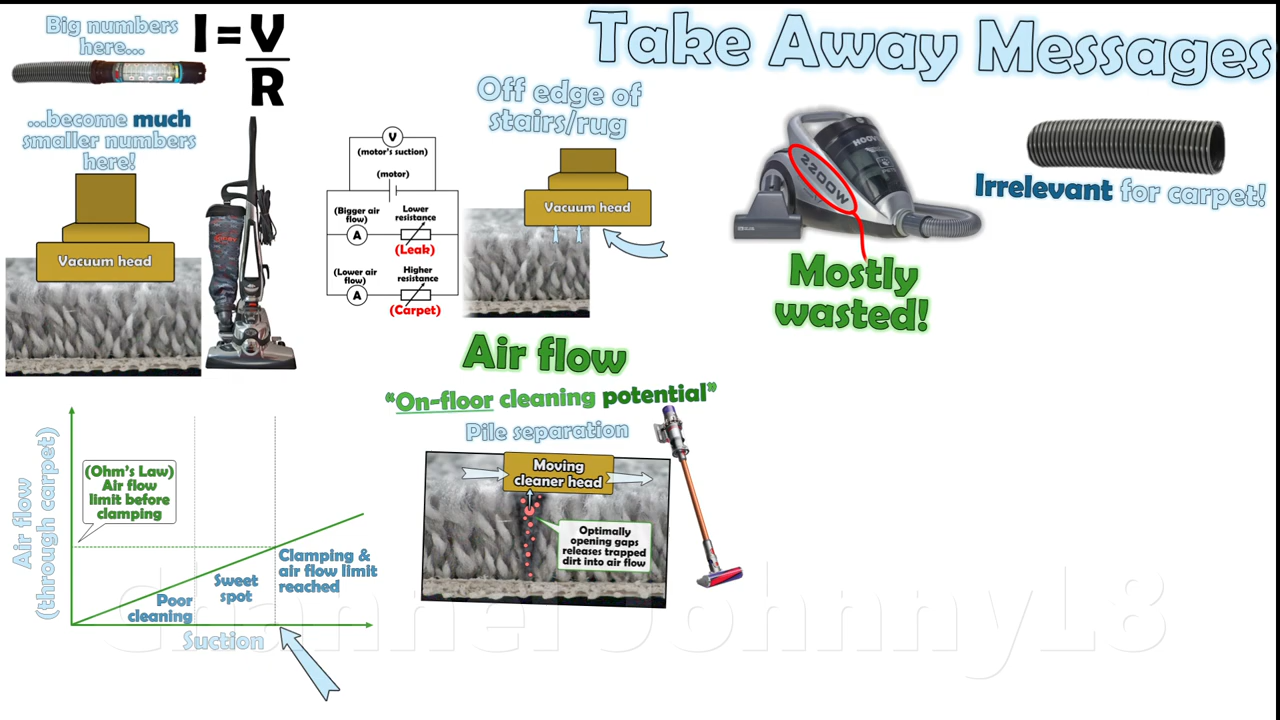 Take Away Messages
Big numbers
here...
I = V
R
...become much
smaller numbers
here!
Vacuum head
V
(motor's suction)
(motor)
(Bigger air
flow)
Lower
resistance
A
(Leak)
(Lower air
flow)
Higher
resistance
A
(Carpet)
Off edge of
stairs/rug
Vacuum head
HOOVER
2200W
Mostly
wasted!
Irrelevant for carpet!
Air flow
"On-floor cleaning potential"
Pile separation
Moving
cleaner head
Optimally
opening gaps
releases trapped
dirt into air flow
Air flow
(through carpet)
(Ohm's Law)
Air flow
limit before
clamping
Poor
cleaning
Sweet
spot
Clamping &
air flow limit
reached
Suction
ChannelJohnny18